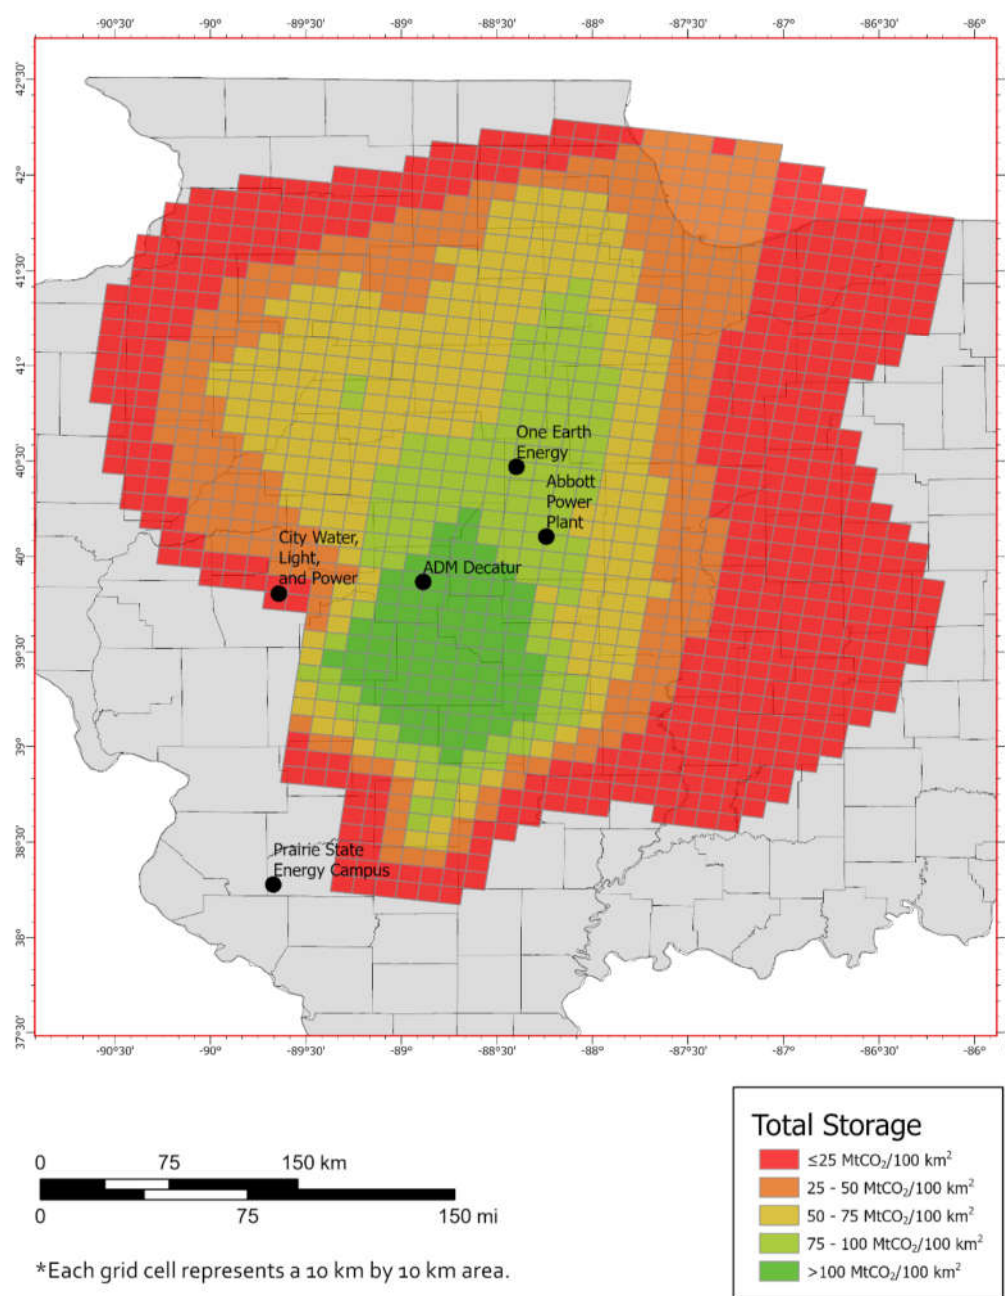 -90°30' -90° -89°30' -89° -88°30' -88° -87°30' -87° -86°30' -86°
42°30'
42°
41°30'
41°
40°30'
40°
39°30'
39°
38°30'
38°
37°30'
One Earth
Energy
Abbott
Power
Plant
City Water,
Light,
and Power
ADM Decatur
Prairie State
Energy Campus
-90°30' -90° -89°30' -89° -88°30' -88° -87°30' -87° -86°30' -86°
0 75 150 km
0 75 150 mi
*Each grid cell represents a 10 km by 10 km area.
Total Storage
≤25 MtCO₂/100 km²
25 - 50 MtCO₂/100 km²
50 - 75 MtCO₂/100 km²
75 - 100 MtCO₂/100 km²
>100 MtCO₂/100 km²